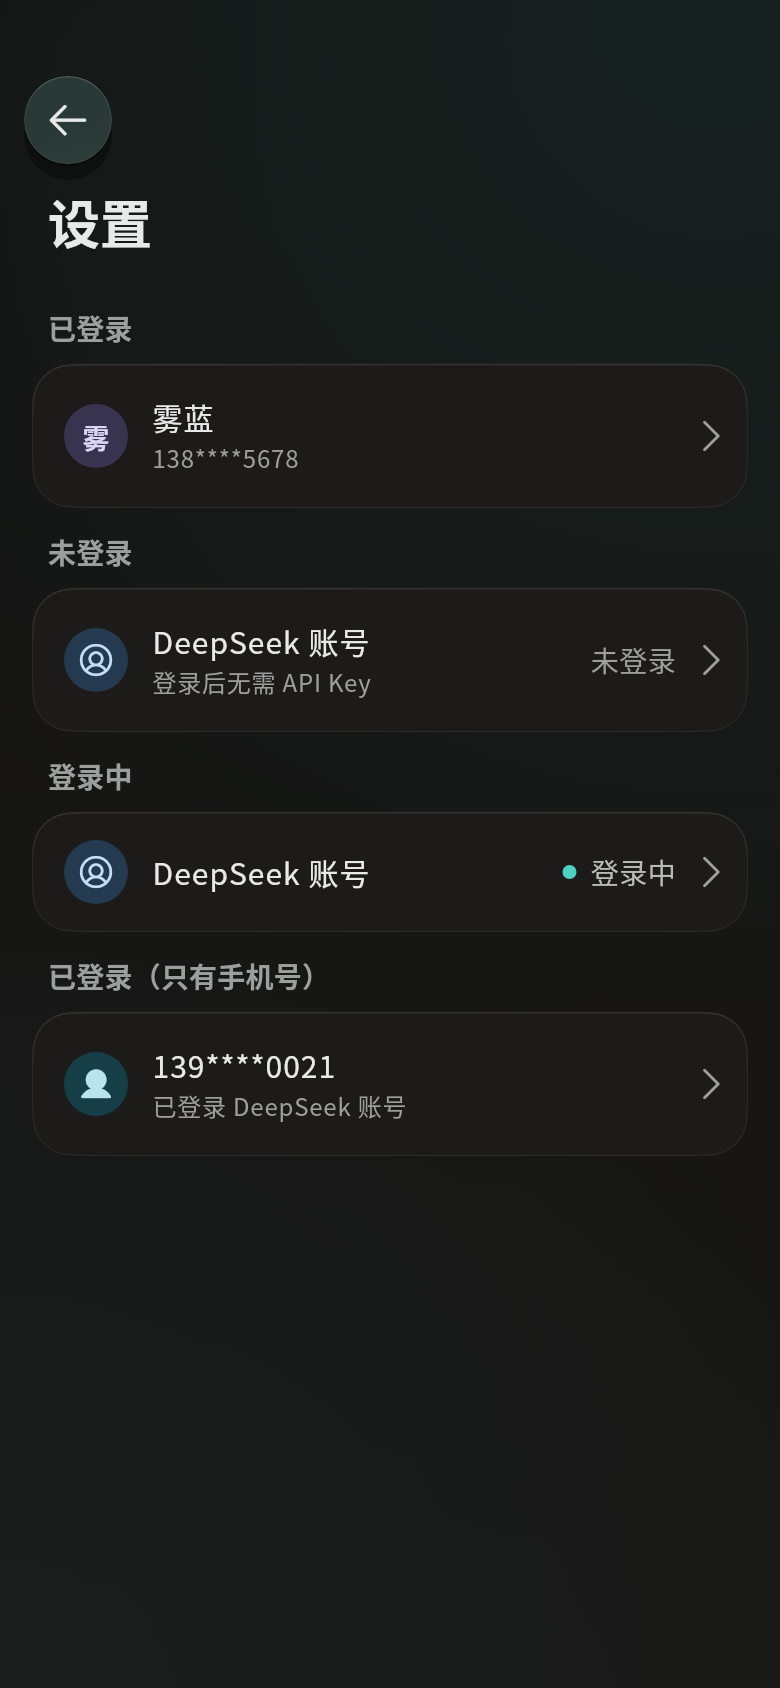 设置
已登录
雾
雾蓝
138****5678
未登录
DeepSeek 账号
登录后无需 API Key
未登录
登录中
DeepSeek 账号
登录中
已登录（只有手机号）
139****0021
已登录 DeepSeek 账号